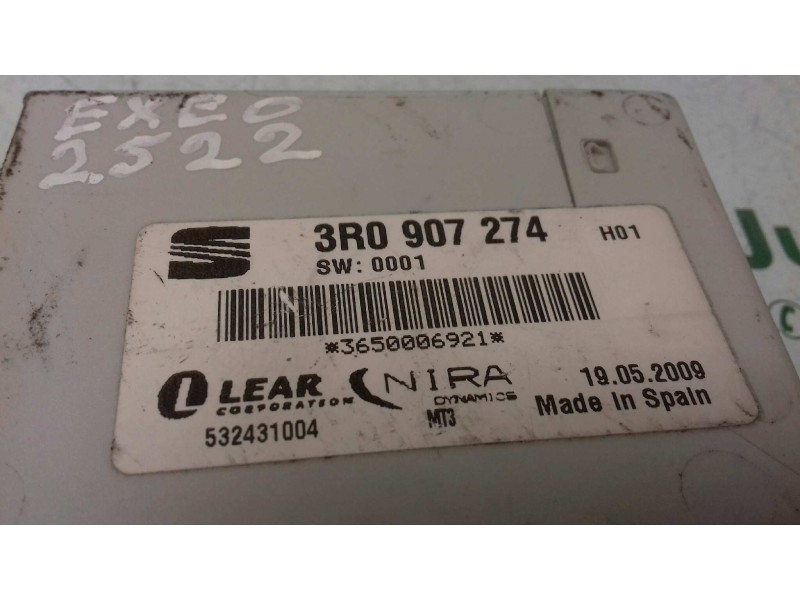 EXEO
2522
3R0 907 274 H01
SW: 0001
*3650006921*
LEAR
CORPORATION
NIRA
DYNAMICS
MT3
532431004
19.05.2009
Made In Spain